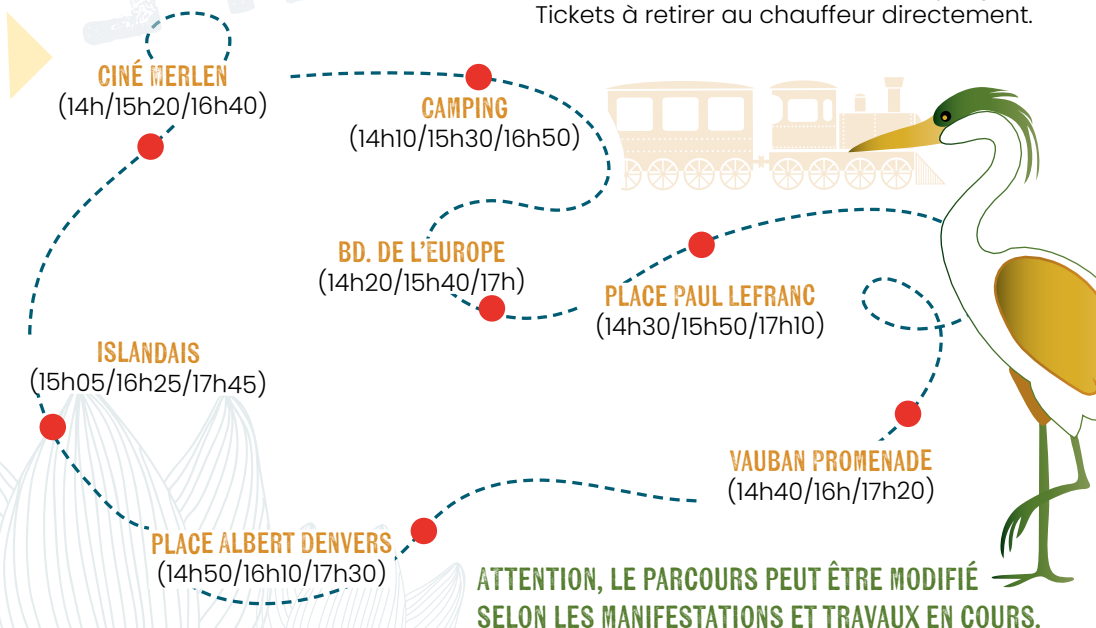 Tickets à retirer au chauffeur directement.
CINÉ MERLEN
(14h/15h20/16h40)
CAMPING
(14h10/15h30/16h50)
BD. DE L'EUROPE
(14h20/15h40/17h)
PLACE PAUL LEFRANC
(14h30/15h50/17h10)
ISLANDAIS
(15h05/16h25/17h45)
VAUBAN PROMENADE
(14h40/16h/17h20)
PLACE ALBERT DENVERS
(14h50/16h10/17h30)
ATTENTION, LE PARCOURS PEUT ÊTRE MODIFIÉ
SELON LES MANIFESTATIONS ET TRAVAUX EN COURS.